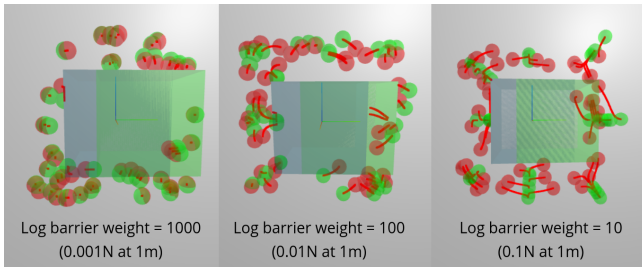 Log barrier weight = 1000
(0.001N at 1m)
Log barrier weight = 100
(0.01N at 1m)
Log barrier weight = 10
(0.1N at 1m)